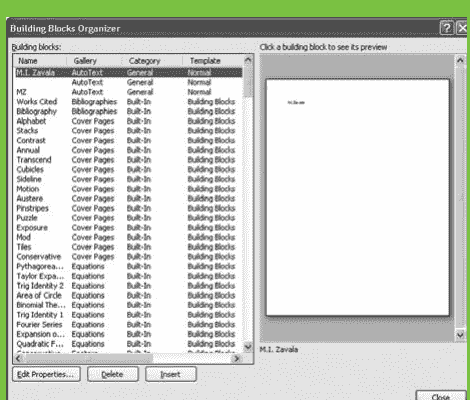 Building Blocks Organizer
Building blocks: Click a building block to see its preview
Name Gallery Category Template
M.I. Zavala AutoText General Normal
AutoText General Normal
MZ AutoText General Normal
Works Cited Bibliographies Built-In Building Blocks
Bibliography Bibliographies Built-In Building Blocks
Alphabet Cover Pages Built-In Building Blocks
Stacks Cover Pages Built-In Building Blocks
Contrast Cover Pages Built-In Building Blocks
Annual Cover Pages Built-In Building Blocks
Transcend Cover Pages Built-In Building Blocks
Cubicles Cover Pages Built-In Building Blocks
Sideline Cover Pages Built-In Building Blocks
Motion Cover Pages Built-In Building Blocks
Austere Cover Pages Built-In Building Blocks
Pinstripes Cover Pages Built-In Building Blocks
Puzzle Cover Pages Built-In Building Blocks
Exposure Cover Pages Built-In Building Blocks
Mod Cover Pages Built-In Building Blocks
Tiles Cover Pages Built-In Building Blocks
Conservative Cover Pages Built-In Building Blocks
Pythagorea... Equations Built-In Building Blocks
Taylor Expa... Equations Built-In Building Blocks
Trig Identity 2 Equations Built-In Building Blocks
Area of Circle Equations Built-In Building Blocks
Binomial The... Equations Built-In Building Blocks
Trig Identity 1 Equations Built-In Building Blocks
Fourier Series Equations Built-In Building Blocks
Expansion o... Equations Built-In Building Blocks
Quadratic F... Equations Built-In Building Blocks
M.I. Zavala
Edit Properties... Delete Insert
Close